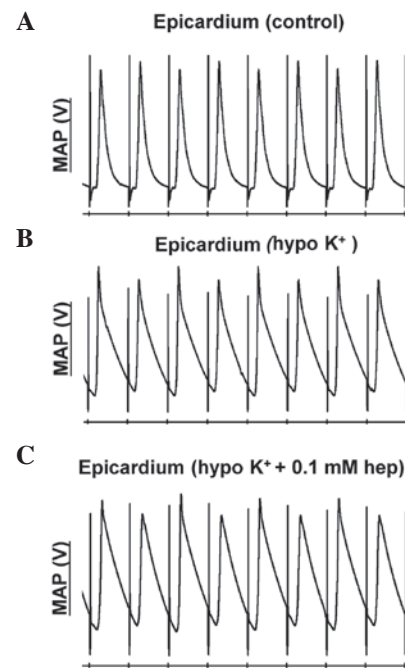 A
Epicardium (control)
MAP (V)
B
Epicardium (hypo K+ )
MAP (V)
C
Epicardium (hypo K+ + 0.1 mM hep)
MAP (V)